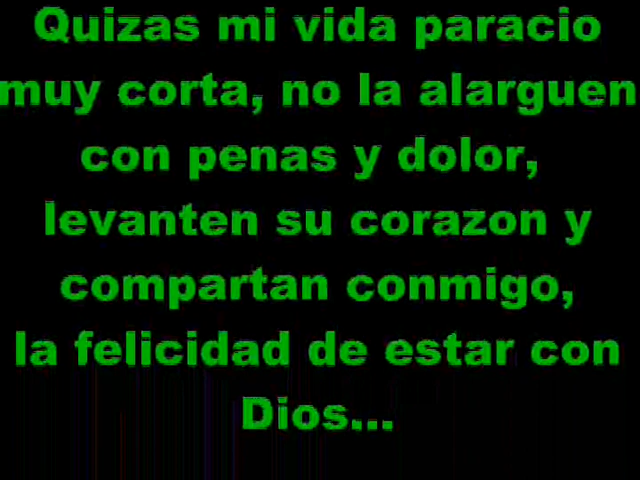 Quizas mi vida paracio
muy corta, no la alarguen
con penas y dolor,
levanten su corazon y
compartan conmigo,
la felicidad de estar con
Dios...